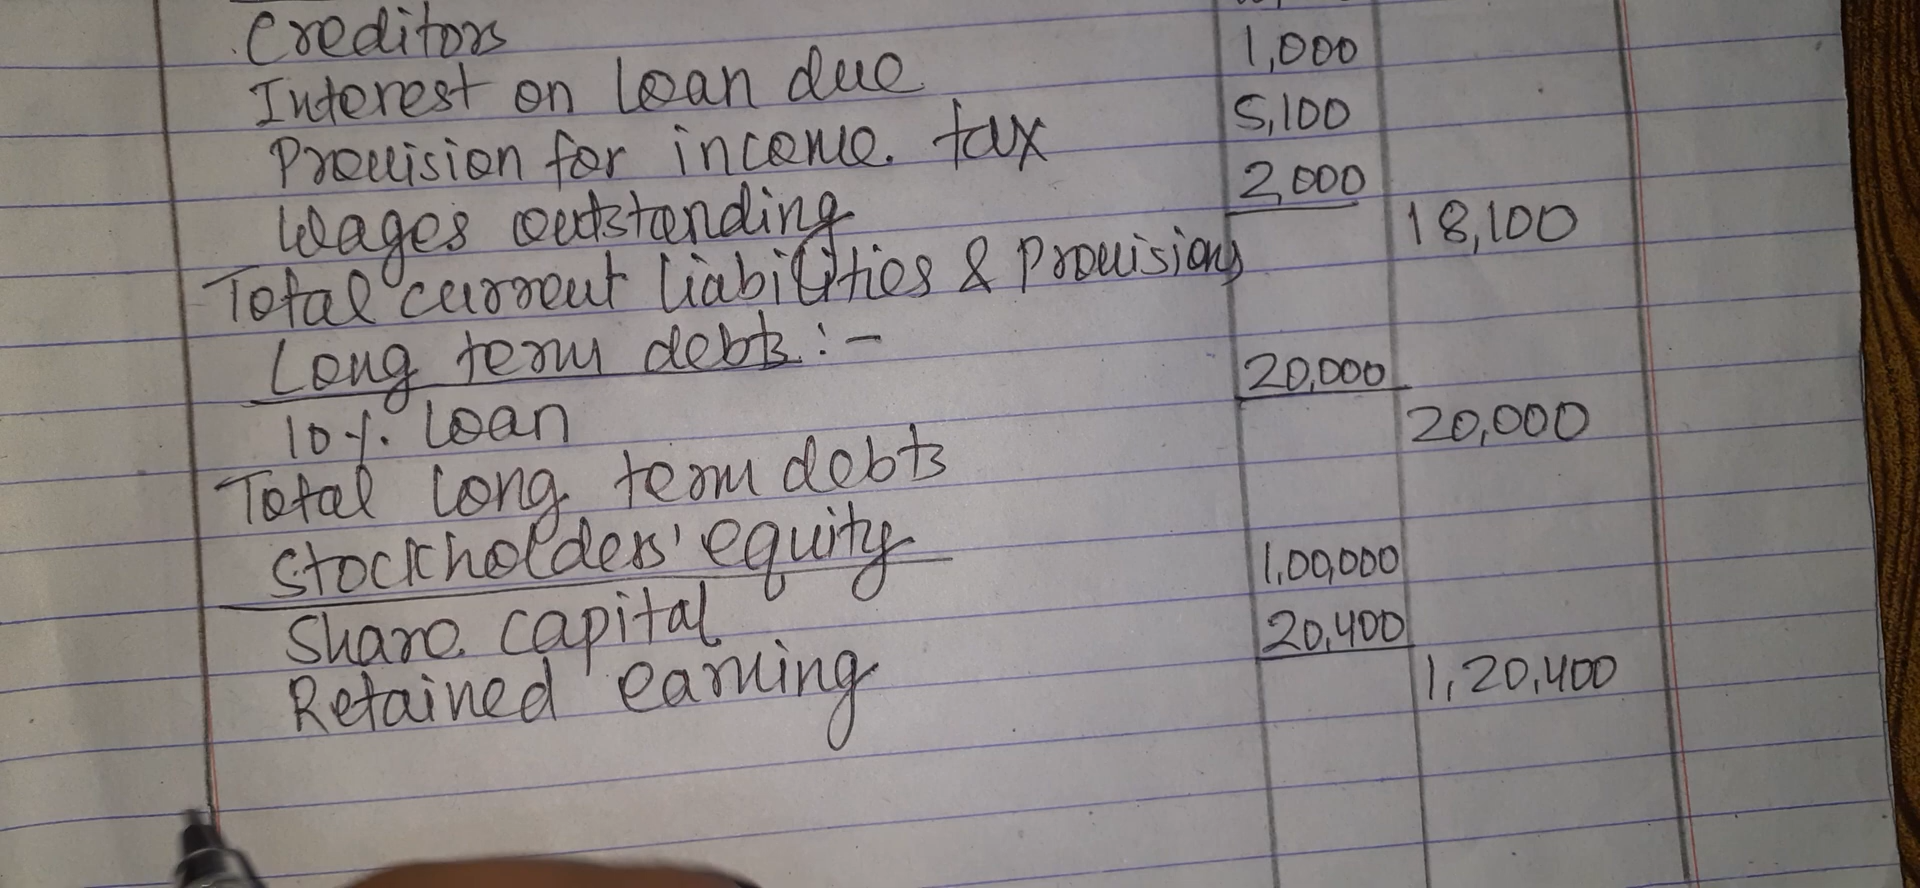 Creditors
Interest on loan due 1,000
Provision for income tax 5,100
Wages outstanding 2,000
Total current liabilities & Provisions 18,100
Long term debts :-
10%. Loan 20,000
Total long term debts 20,000
Stockholders' equity
Share capital 1,00,000
Retained earning 20,400
1,20,400